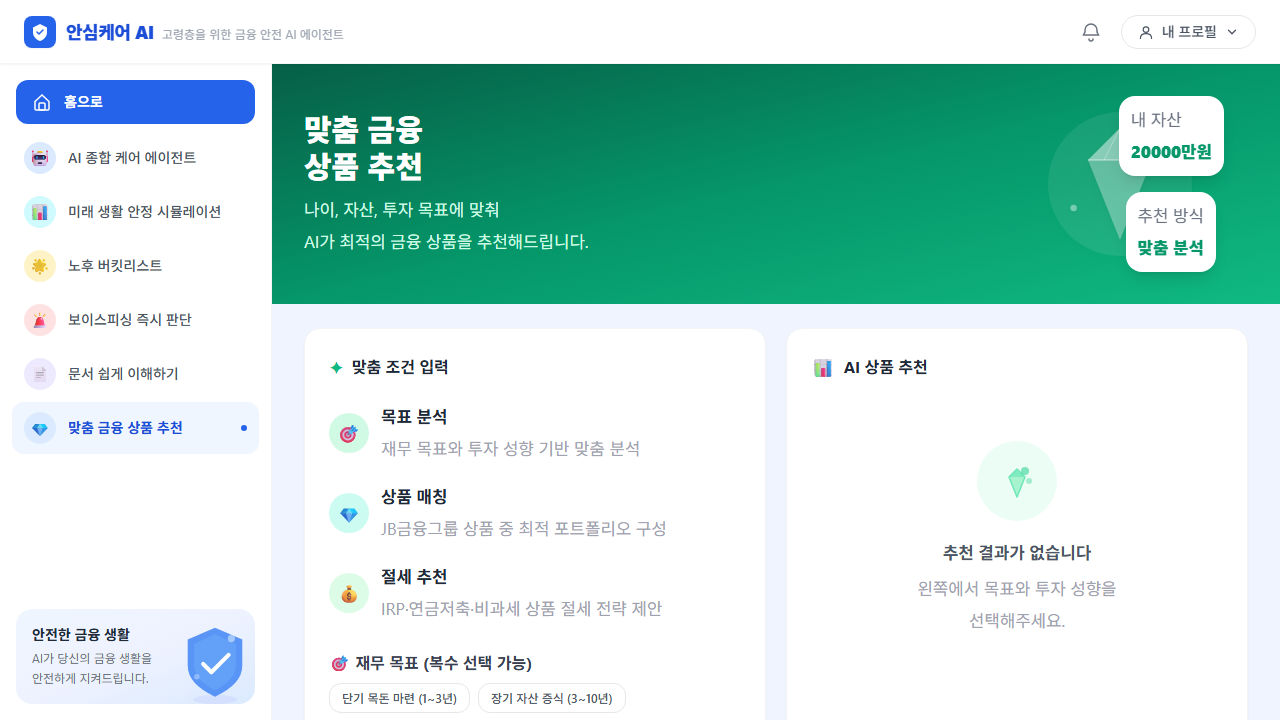 안심케어 AI 고령층을 위한 금융 안전 AI 에이전트
내 프로필
홈으로
AI 종합 케어 에이전트
미래 생활 안정 시뮬레이션
노후 버킷리스트
보이스피싱 즉시 판단
문서 쉽게 이해하기
맞춤 금융 상품 추천
안전한 금융 생활
AI가 당신의 금융 생활을
안전하게 지켜드립니다.
맞춤 금융
상품 추천
나이, 자산, 투자 목표에 맞춰
AI가 최적의 금융 상품을 추천해드립니다.
내 자산
20000만원
추천 방식
맞춤 분석
맞춤 조건 입력
목표 분석
재무 목표와 투자 성향 기반 맞춤 분석
상품 매칭
JB금융그룹 상품 중 최적 포트폴리오 구성
절세 추천
IRP·연금저축·비과세 상품 절세 전략 제안
재무 목표 (복수 선택 가능)
단기 목돈 마련 (1~3년)
장기 자산 증식 (3~10년)
AI 상품 추천
추천 결과가 없습니다
왼쪽에서 목표와 투자 성향을
선택해주세요.